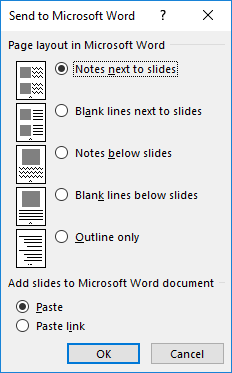 Send to Microsoft Word ? ×
Page layout in Microsoft Word
Notes next to slides
Blank lines next to slides
Notes below slides
Blank lines below slides
Outline only
Add slides to Microsoft Word document
Paste
Paste link
OK Cancel